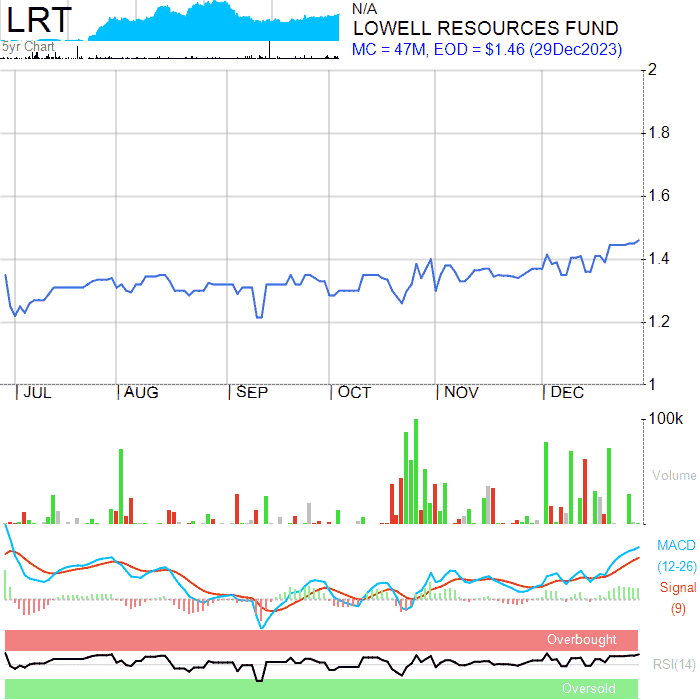 LRT
5yr Chart
N/A
LOWELL RESOURCES FUND
MC = 47M, EOD = $1.46 (29Dec2023)
2
1.8
1.6
1.4
1.2
1
JUL AUG SEP OCT NOV DEC
100k
Volume
MACD
(12-26)
Signal
(9)
Overbought
RSI(14)
Oversold